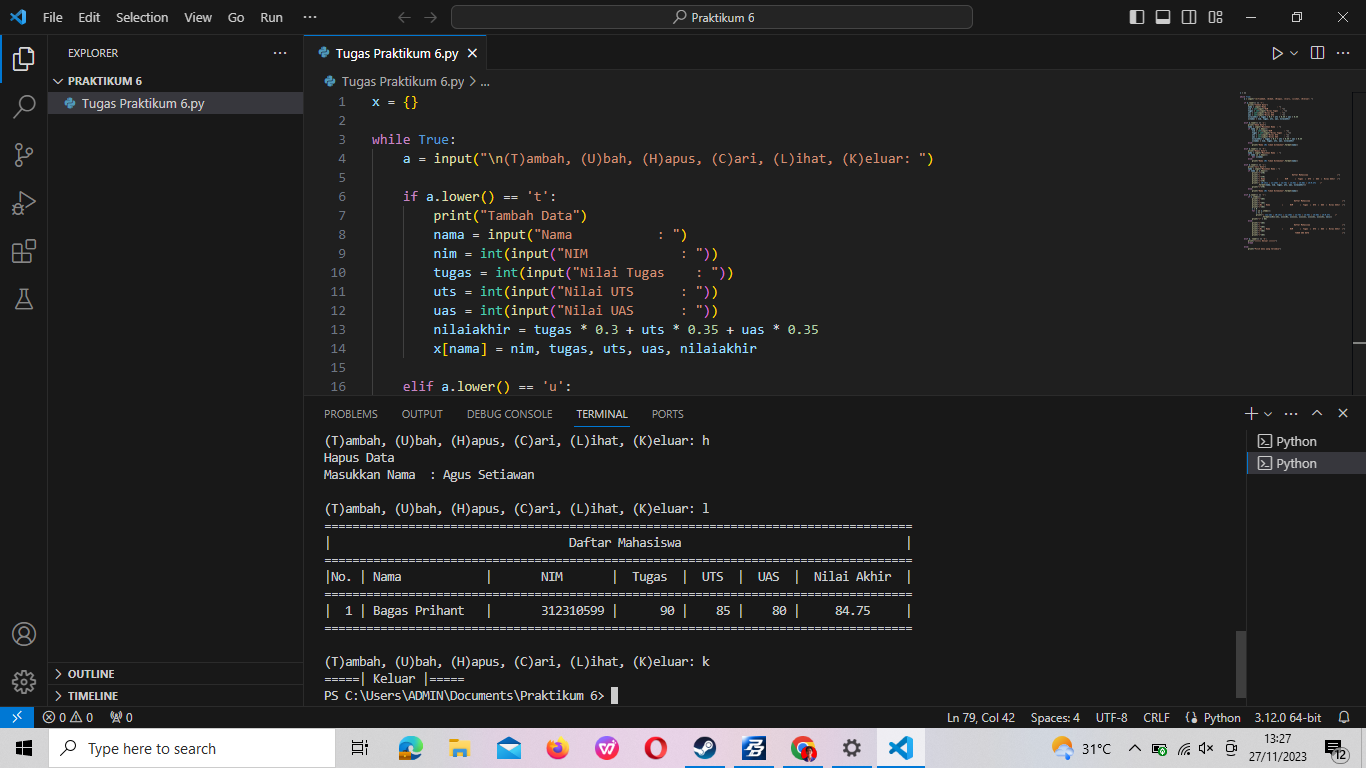 File Edit Selection View Go Run ··· Praktikum 6
EXPLORER ···
PRAKTIKUM 6
Tugas Praktikum 6.py
OUTLINE
TIMELINE
Tugas Praktikum 6.py
Tugas Praktikum 6.py > ...
1 x = {}
2
3 while True:
4 a = input("\n(T)ambah, (U)bah, (H)apus, (C)ari, (L)ihat, (K)eluar: ")
5
6 if a.lower() == 't':
7 print("Tambah Data")
8 nama = input("Nama           : ")
9 nim = int(input("NIM            : "))
10 tugas = int(input("Nilai Tugas    : "))
11 uts = int(input("Nilai UTS      : "))
12 uas = int(input("Nilai UAS      : "))
13 nilaiakhir = tugas * 0.3 + uts * 0.35 + uas * 0.35
14 x[nama] = nim, tugas, uts, uas, nilaiakhir
15
16 elif a.lower() == 'u':
PROBLEMS OUTPUT DEBUG CONSOLE TERMINAL PORTS
(T)ambah, (U)bah, (H)apus, (C)ari, (L)ihat, (K)eluar: h
Hapus Data
Masukkan Nama  : Agus Setiawan
(T)ambah, (U)bah, (H)apus, (C)ari, (L)ihat, (K)eluar: l
====================================================================================
|                                  Daftar Mahasiswa                                |
====================================================================================
|No. | Nama            |       NIM       |  Tugas  |  UTS  |  UAS  |  Nilai Akhir  |
====================================================================================
|  1 | Bagas Prihant   |       312310599 |      90 |    85 |    80 |     84.75     |
====================================================================================
(T)ambah, (U)bah, (H)apus, (C)ari, (L)ihat, (K)eluar: k
=====| Keluar |=====
PS C:\Users\ADMIN\Documents\Praktikum 6>
Python
Python
0 0 0 Ln 79, Col 42 Spaces: 4 UTF-8 CRLF Python 3.12.0 64-bit
Type here to search
31°C
13:27
27/11/2023
12